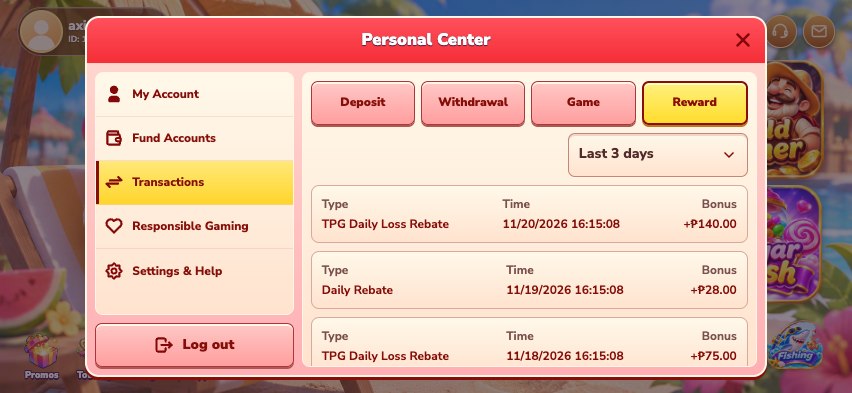 axi
ID: 1
Personal Center
My Account
Fund Accounts
Transactions
Responsible Gaming
Settings & Help
Log out
Deposit
Withdrawal
Game
Reward
Last 3 days
Type
Time
Bonus
TPG Daily Loss Rebate
11/20/2026 16:15:08
+₱140.00
Type
Time
Bonus
Daily Rebate
11/19/2026 16:15:08
+₱28.00
Type
Time
Bonus
TPG Daily Loss Rebate
11/18/2026 16:15:08
+₱75.00
Promos
Fishing